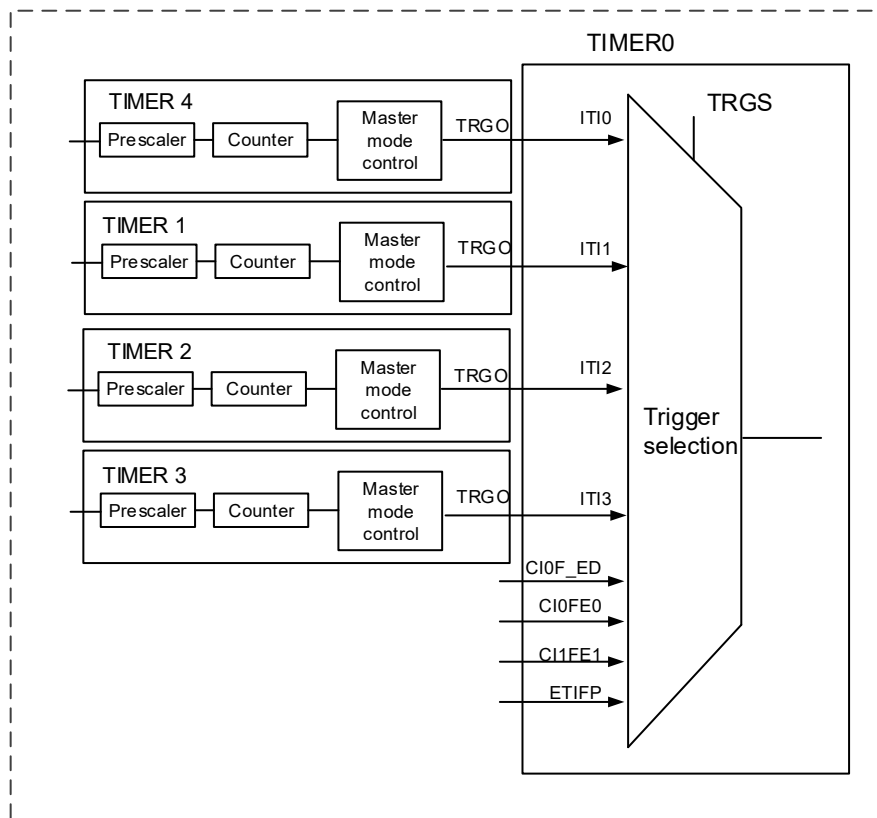 TIMER0
TIMER 4
Prescaler
Counter
Master
mode
control
TRGO
ITI0
TRGS
TIMER 1
Prescaler
Counter
Master
mode
control
TRGO
ITI1
TIMER 2
Prescaler
Counter
Master
mode
control
TRGO
ITI2
Trigger
selection
TIMER 3
Prescaler
Counter
Master
mode
control
TRGO
ITI3
CI0F_ED
CI0FE0
CI1FE1
ETIFP